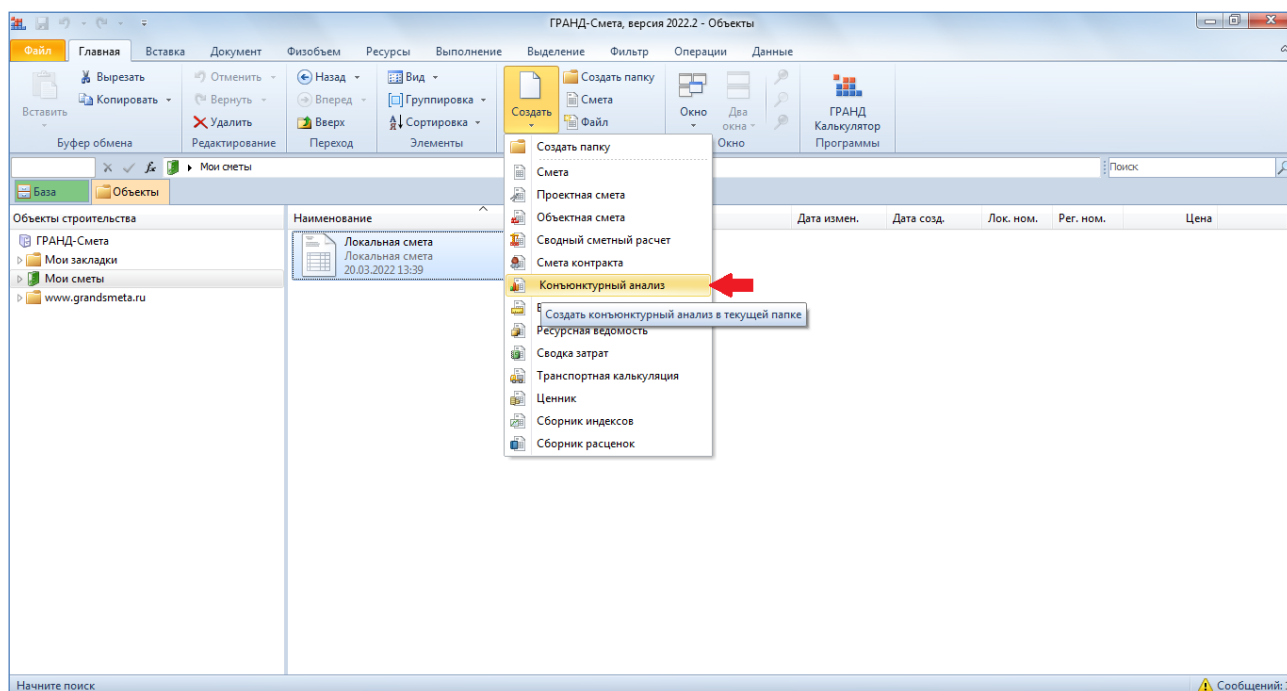 ГРАНД-Смета, версия 2022.2 - Объекты
Файл Главная Вставка Документ Физобъем Ресурсы Выполнение Выделение Фильтр Операции Данные
Вставить
Вырезать
Копировать
Буфер обмена
Отменить
Вернуть
Удалить
Редактирование
Назад
Вперед
Вверх
Переход
Вид
Группировка
Сортировка
Элементы
Создать
Создать папку
Смета
Файл
Окно
Два
окна
Окно
ГРАНД
Калькулятор
Программы
fx Мои сметы
Поиск
База Объекты
Объекты строительства
ГРАНД-Смета
Мои закладки
Мои сметы
www.grandsmeta.ru
Наименование Дата измен. Дата созд. Лок. ном. Рег. ном. Цена
Локальная смета
Локальная смета
20.03.2022 13:39
Создать папку
Смета
Проектная смета
Объектная смета
Сводный сметный расчет
Смета контракта
Конъюнктурный анализ
Создать конъюнктурный анализ в текущей папке
Ресурсная ведомость
Сводка затрат
Транспортная калькуляция
Ценник
Сборник индексов
Сборник расценок
Начните поиск
Сообщений: